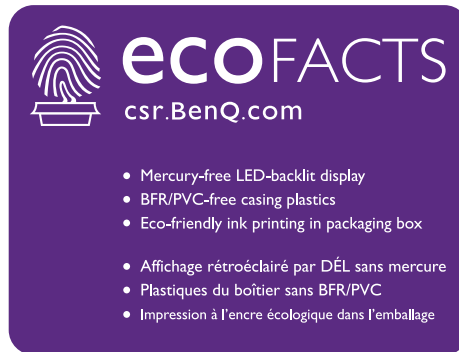 ecoFACTS
csr.BenQ.com
• Mercury-free LED-backlit display
• BFR/PVC-free casing plastics
• Eco-friendly ink printing in packaging box
• Affichage rétroéclairé par DÉL sans mercure
• Plastiques du boîtier sans BFR/PVC
• Impression à l'encre écologique dans l'emballage